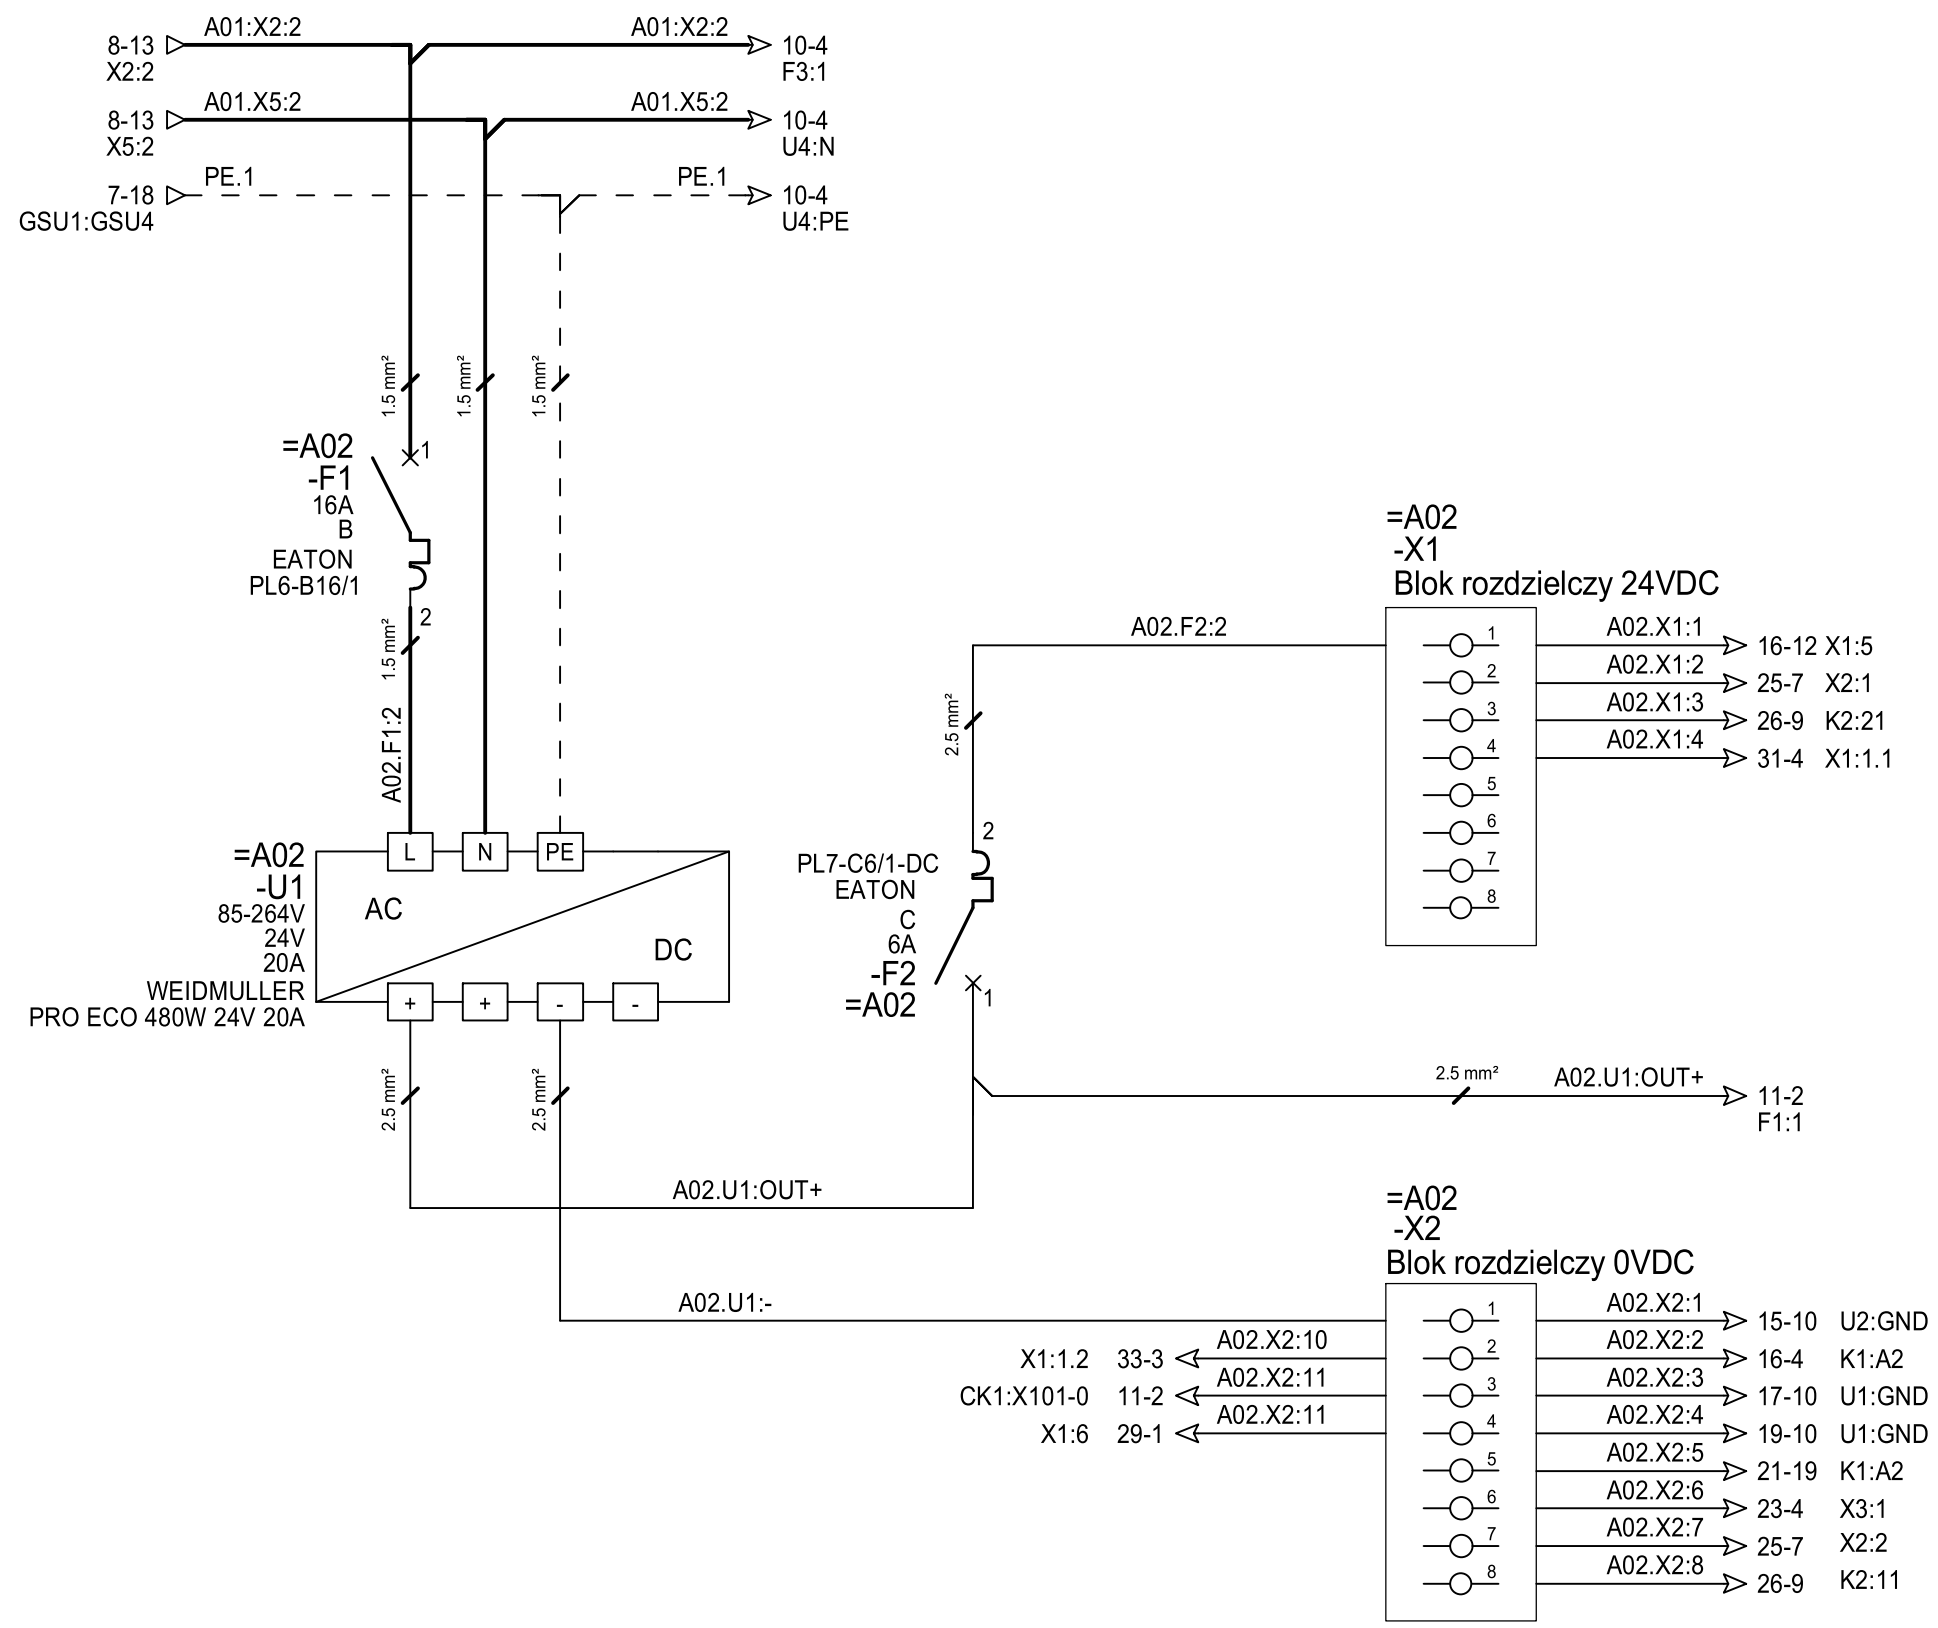 A01:X2:2
A01:X2:2
8-13
X2:2
10-4
F3:1
A01.X5:2
A01.X5:2
8-13
X5:2
10-4
U4:N
PE.1
PE.1
7-18
GSU1:GSU4
10-4
U4:PE
1.5 mm²
1.5 mm²
1.5 mm²
=A02
-F1
16A
B
EATON
PL6-B16/1
1
2
1.5 mm²
A02.F1:2
=A02
-U1
85-264V
24V
20A
WEIDMULLER
PRO ECO 480W 24V 20A
L
N
PE
AC
DC
+
+
-
-
2.5 mm²
2.5 mm²
A02.U1:OUT+
A02.U1:-
A02.F2:2
2.5 mm²
2
PL7-C6/1-DC
EATON
C
6A
-F2
=A02
1
2.5 mm²
A02.U1:OUT+
11-2
F1:1
=A02
-X1
Blok rozdzielczy 24VDC
1 A02.X1:1 16-12 X1:5
2 A02.X1:2 25-7 X2:1
3 A02.X1:3 26-9 K2:21
4 A02.X1:4 31-4 X1:1.1
5
6
7
8
=A02
-X2
Blok rozdzielczy 0VDC
1 A02.X2:1 15-10 U2:GND
X1:1.2 33-3 A02.X2:10 2 A02.X2:2 16-4 K1:A2
CK1:X101-0 11-2 A02.X2:11 3 A02.X2:3 17-10 U1:GND
X1:6 29-1 A02.X2:11 4 A02.X2:4 19-10 U1:GND
5 A02.X2:5 21-19 K1:A2
6 A02.X2:6 23-4 X3:1
7 A02.X2:7 25-7 X2:2
8 A02.X2:8 26-9 K2:11